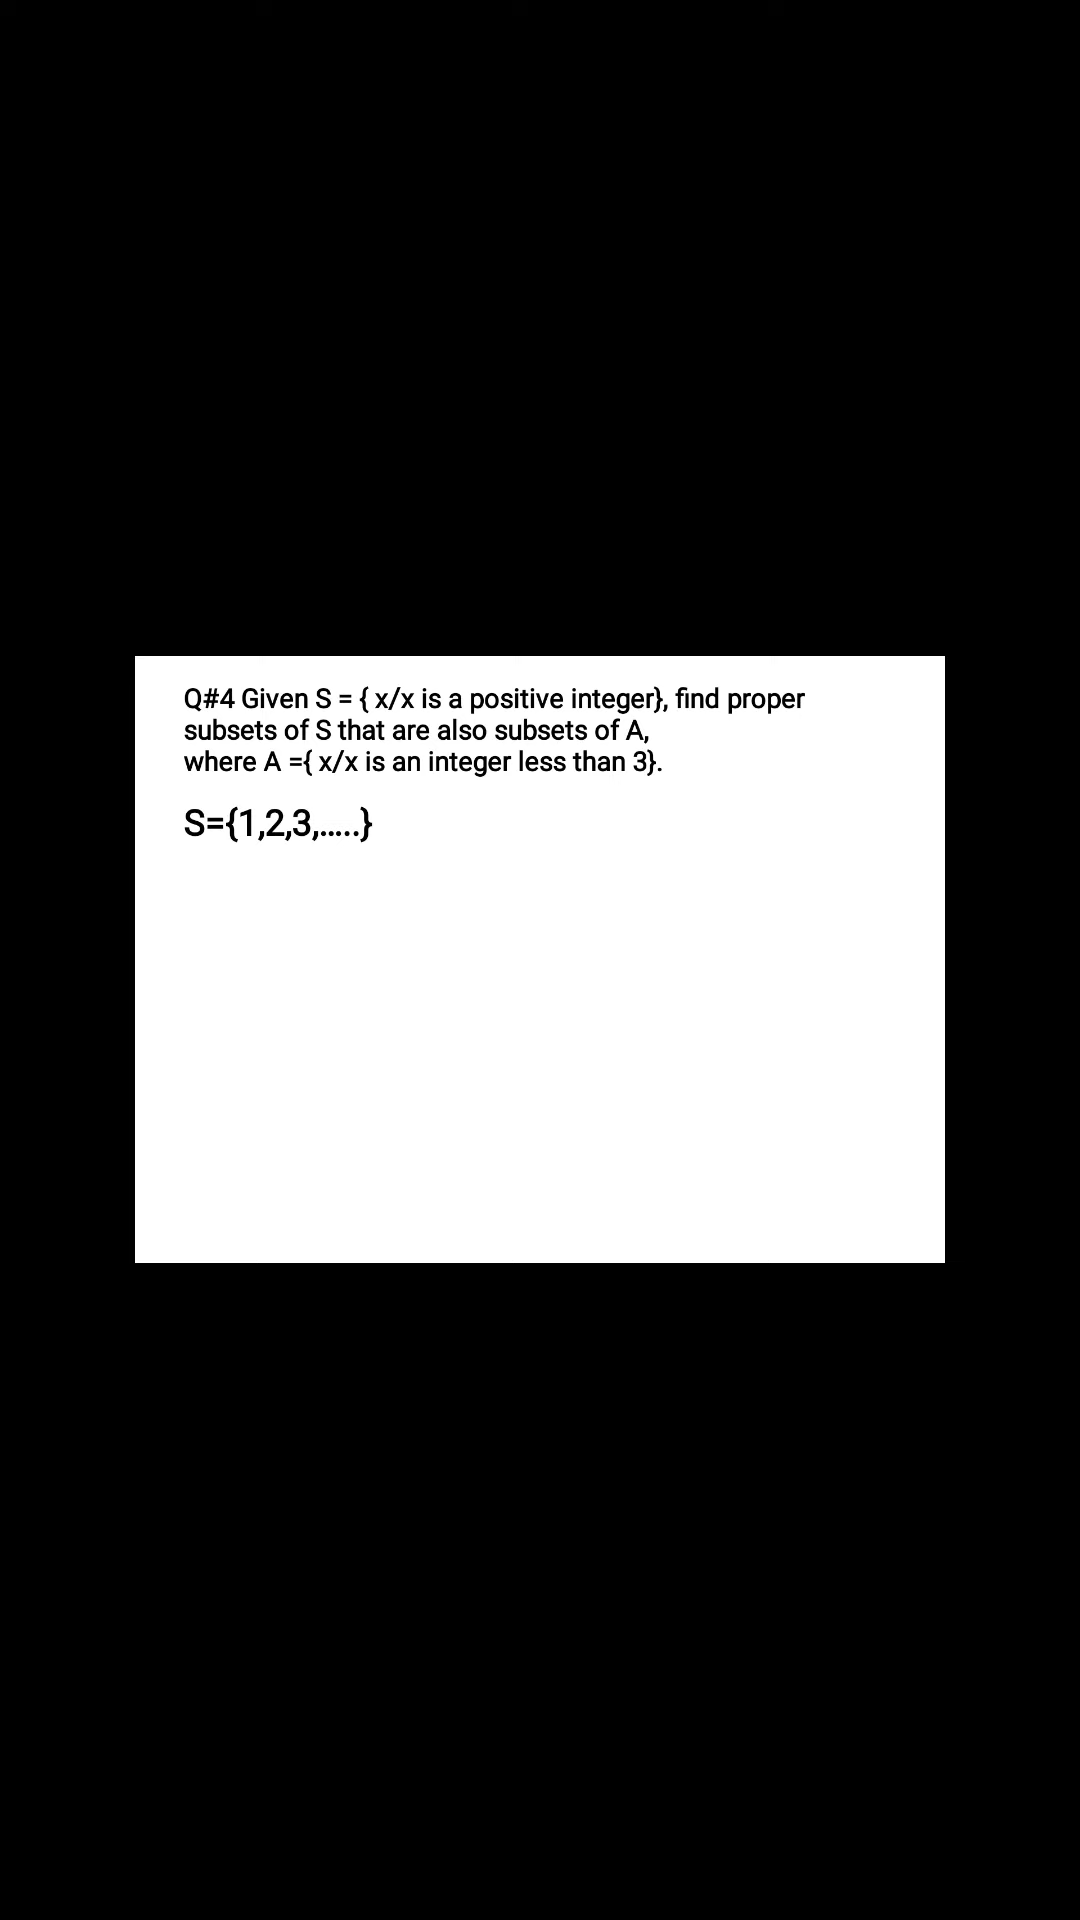 Q#4 Given S = { x/x is a positive integer}, find proper
subsets of S that are also subsets of A,
where A ={ x/x is an integer less than 3}.
S={1,2,3,.....}